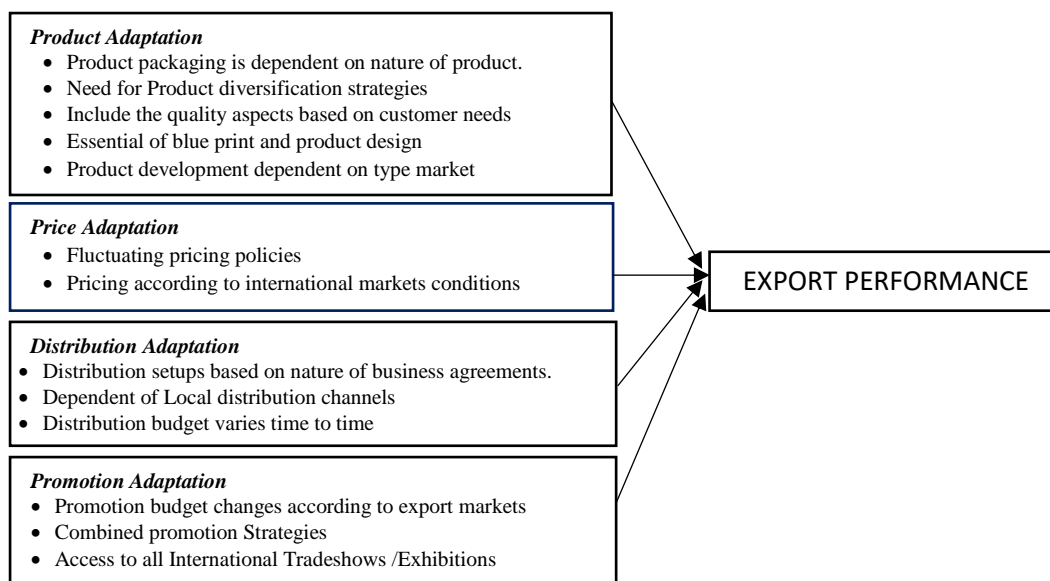 Product Adaptation
• Product packaging is dependent on nature of product.
• Need for Product diversification strategies
• Include the quality aspects based on customer needs
• Essential of blue print and product design
• Product development dependent on type market
Price Adaptation
• Fluctuating pricing policies
• Pricing according to international markets conditions
EXPORT PERFORMANCE
Distribution Adaptation
• Distribution setups based on nature of business agreements.
• Dependent of Local distribution channels
• Distribution budget varies time to time
Promotion Adaptation
• Promotion budget changes according to export markets
• Combined promotion Strategies
• Access to all International Tradeshows /Exhibitions